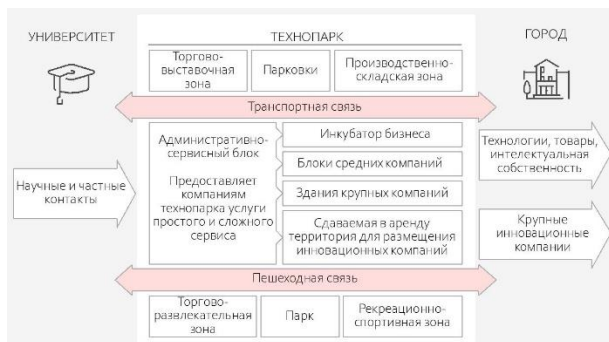 УНИВЕРСИТЕТ
ТЕХНОПАРК
ГОРОД
Торгово-
выставочная
зона
Парковки
Производственно-
складская зона
Транспортная связь
Административно-
сервисный блок
Предоставляет
компаниям
технопарка услуги
простого и сложного
сервиса
Инкубатор бизнеса
Блоки средних компаний
Здания крупных компаний
Сдаваемая в аренду
территория для размещения
инновационных компаний
Научные и частные
контакты
Технологии, товары,
интелектуальная
собственность
Крупные
инновационные
компании
Пешеходная связь
Торгово-
развлекательная
зона
Парк
Рекреационно-
спортивная зона